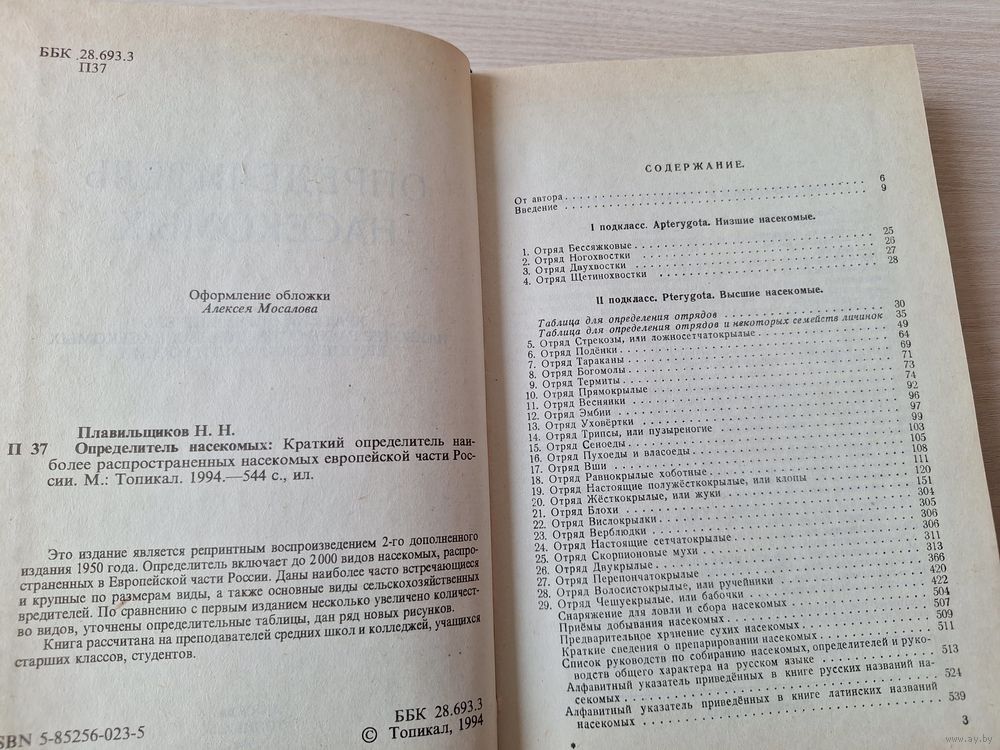 ББК 28.693.3
П37
Оформление обложки
Алексея Мосалова
Плавильщиков Н. Н.
П 37 Определитель насекомых: Краткий определитель наи-
более распространенных насекомых европейской части Рос-
сии. М.: Топикал. 1994.—544 с., ил.
Это издание является репринтным воспроизведением 2-го дополненного
издания 1950 года. Определитель включает до 2 000 видов насекомых, распро-
страненных в Европейской части России. Даны наиболее часто встречающиеся
и крупные по размерам виды, а также основные виды сельскохозяйственных
вредителей. По сравнению с первым изданием несколько увеличено количест-
во видов, уточнены определительные таблицы, дан ряд новых рисунков.
Книга рассчитана на преподавателей средних школ и колледжей, учащихся
старших классов, студентов.
ББК 28.693.3
SBN 5-85256-023-5 © Топикал, 1994
СОДЕРЖАНИЕ.
От автора 6
Введение 9
I подкласс. Apterygota. Низшие насекомые.
1. Отряд Бессяжковые 25
2. Отряд Ногохвостки 26
3. Отряд Двухвостки 27
4. Отряд Щетинохвостки 28
II подкласс. Pterygota. Высшие насекомые.
Таблица для определения отрядов 30
Таблица для определения отрядов и некоторых семейств личинок 35
5. Отряд Стрекозы, или ложносетчатокрылые 49
6. Отряд Подёнки 64
7. Отряд Тараканы 69
8. Отряд Богомолы 71
9. Отряд Термиты 73
10. Отряд Прямокрылые 74
11. Отряд Веснянки 92
12. Отряд Эмбии 96
13. Отряд Уховёртки 97
14. Отряд Трипсы, или пузыреногие 99
15. Отряд Сеноеды 103
16. Отряд Пухоеды и власоеды 105
17. Отряд Вши 108
18. Отряд Равнокрылые хоботные 111
19. Отряд Настоящие полужёсткокрылые, или клопы 120
20. Отряд Жёсткокрылые, или жуки 151
21. Отряд Блохи 304
22. Отряд Вислокрылки 305
23. Отряд Верблюдки 306
24. Отряд Настоящие сетчатокрылые 306
25. Отряд Скорпионовые мухи 311
26. Отряд Двукрылые 313
27. Отряд Перепончатокрылые 366
28. Отряд Волосистокрылые, или ручейники 420
29. Отряд Чешуекрылые, или бабочки 422
Снаряжение для ловли и сбора насекомых 504
Приёмы добывания насекомых 507
Предварительное хрнение сухих насекомых 509
Краткие сведения о препарировании насекомых 511
Список руководств по собиранию насекомых, определителей и руко-
водств общего характера на русском языке 513
Алфавитный указатель приведённых в книге русских названий на-
секомых 524
Алфавитный указатель приведённых в книге латинских названий
насекомых 539
3
www.ay.by